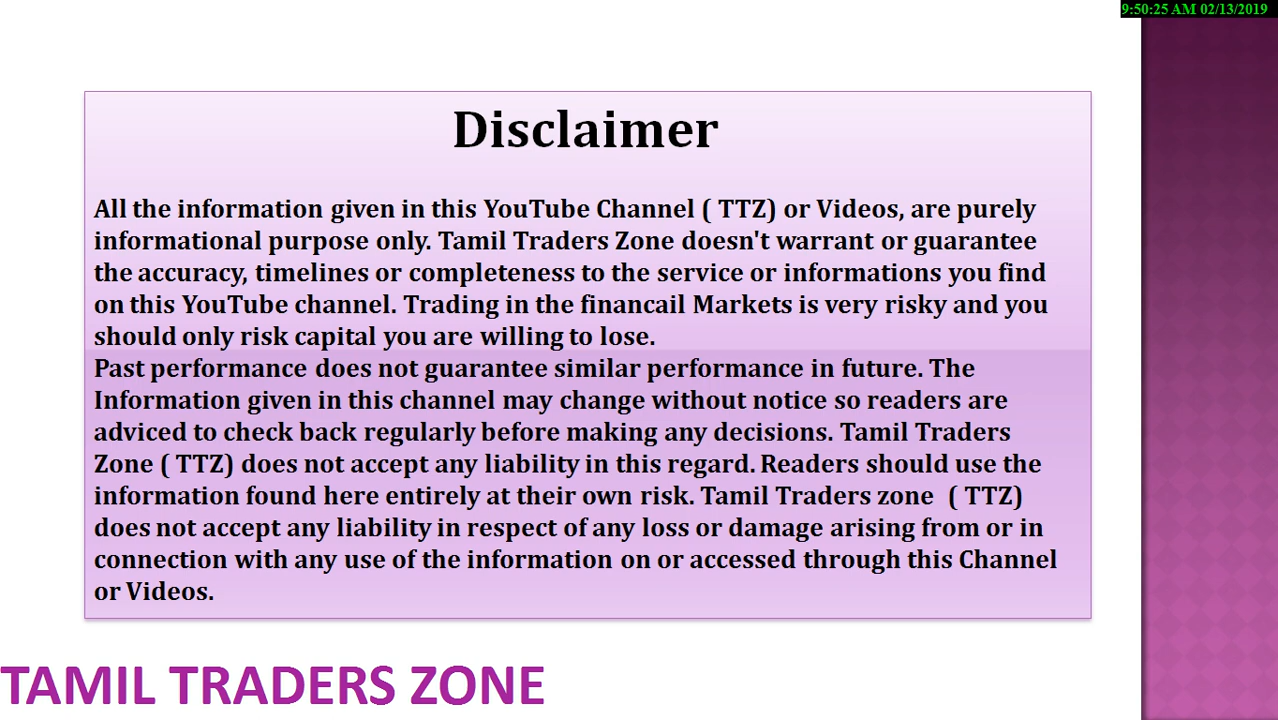 9:50:25 AM 02/13/2019
Disclaimer
All the information given in this YouTube Channel ( TTZ) or Videos, are purely
informational purpose only. Tamil Traders Zone doesn't warrant or guarantee
the accuracy, timelines or completeness to the service or informations you find
on this YouTube channel. Trading in the financail Markets is very risky and you
should only risk capital you are willing to lose.
Past performance does not guarantee similar performance in future. The
Information given in this channel may change without notice so readers are
adviced to check back regularly before making any decisions. Tamil Traders
Zone ( TTZ) does not accept any liability in this regard. Readers should use the
information found here entirely at their own risk. Tamil Traders zone  ( TTZ)
does not accept any liability in respect of any loss or damage arising from or in
connection with any use of the information on or accessed through this Channel
or Videos.
TAMIL TRADERS ZONE